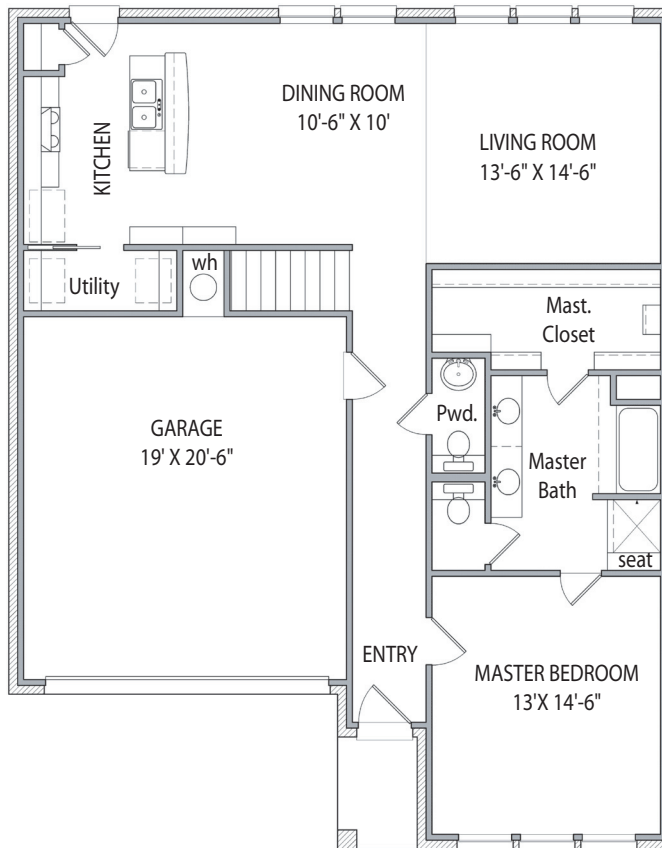 DINING ROOM
10'-6" X 10'
LIVING ROOM
13'-6" X 14'-6"
KITCHEN
wh
Utility
Mast.
Closet
GARAGE
19' X 20'-6"
Pwd.
Master
Bath
seat
ENTRY
MASTER BEDROOM
13'X 14'-6"